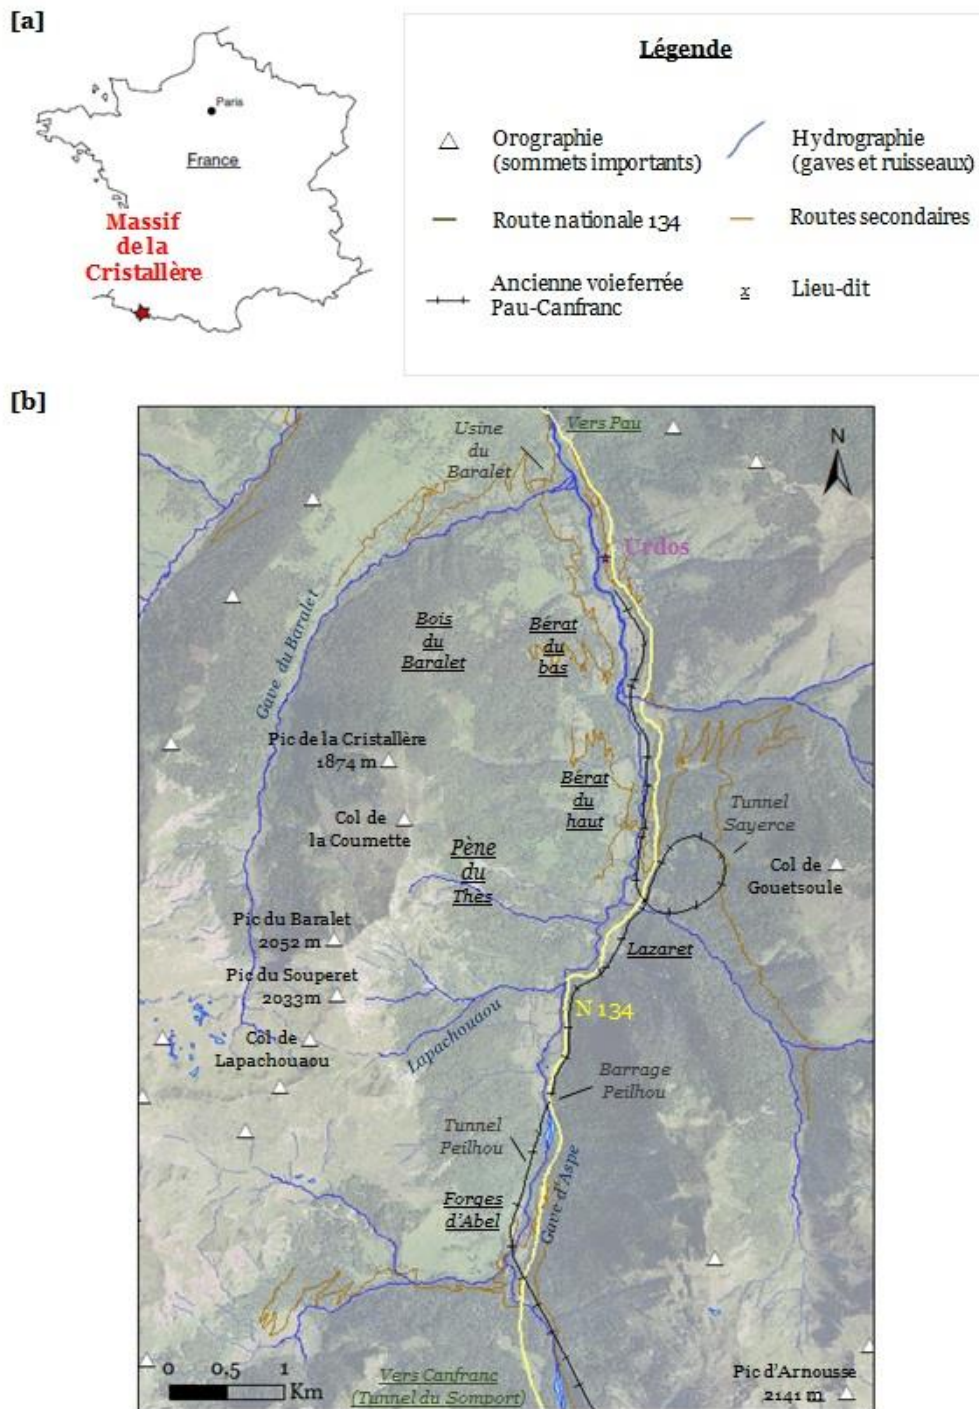 [a]
Paris
France
Massif
de la
Cristallère
Légende
Orographie
(sommets importants)
Hydrographie
(gaves et ruisseaux)
Route nationale 134
Routes secondaires
Ancienne voie ferrée
Pau-Canfranc
x
Lieu-dit
[b]
Vers Pau
Usine
du
Baralet
N
Urdos
Gave du Baralet
Bois
du
Baralet
Bérat
du
bas
Pic de la Cristallère
1874 m
Bérat
du
haut
Tunnel
Sayerce
Col de
la Coumette
Col de
Gouetsoule
Pène
du
Thès
Pic du Baralet
2052 m
Lazaret
Pic du Souperet
2033m
N 134
Col de
Lapachouaou
Lapachouaou
Barrage
Peilhou
Tunnel
Peilhou
Gave d'Aspe
Forges
d'Abel
0 0,5 1
Km
Vers Canfranc
(Tunnel du Somport)
Pic d'Arnousse
2141 m